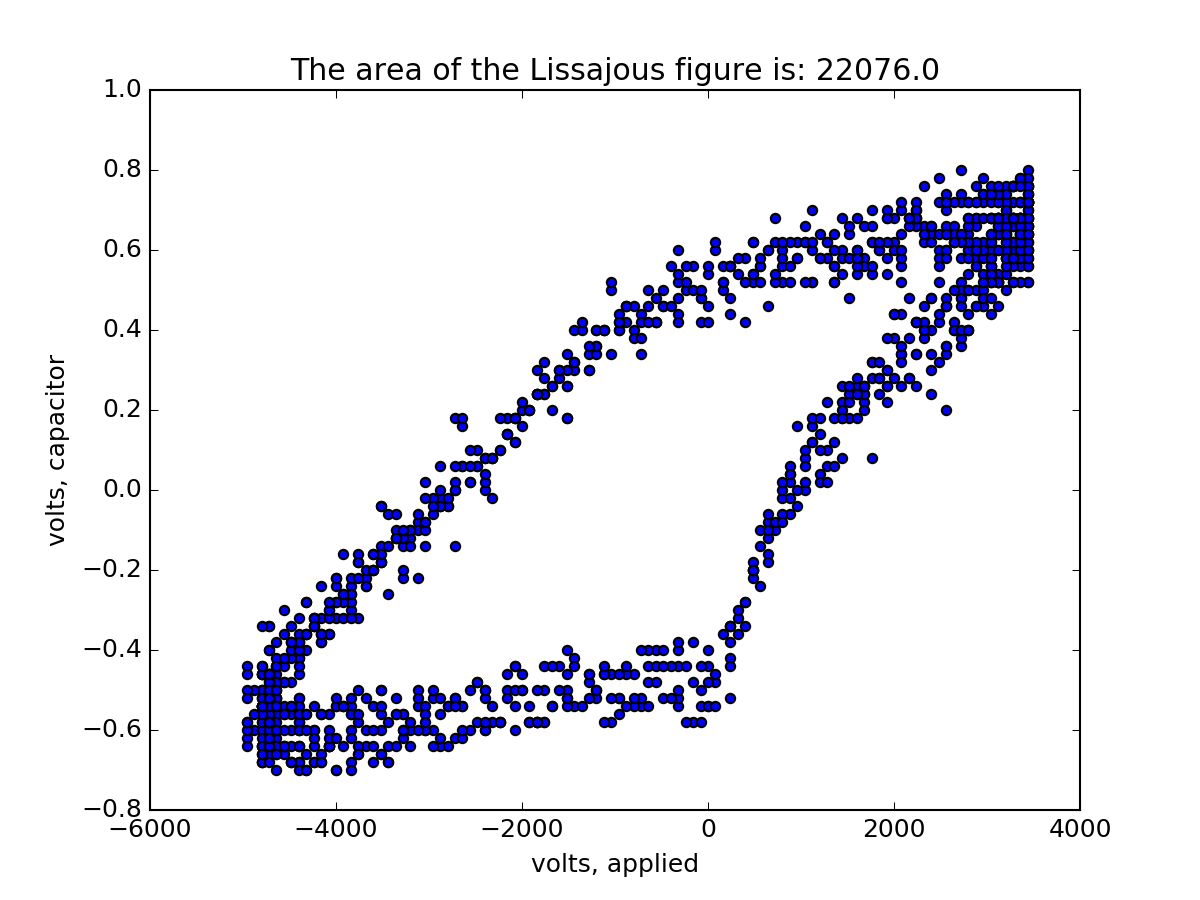 The area of the Lissajous figure is: 22076.0
1.0
0.8
0.6
0.4
0.2
0.0
−0.2
−0.4
−0.6
−0.8
volts, capacitor
−6000 −4000 −2000 0 2000 4000
volts, applied